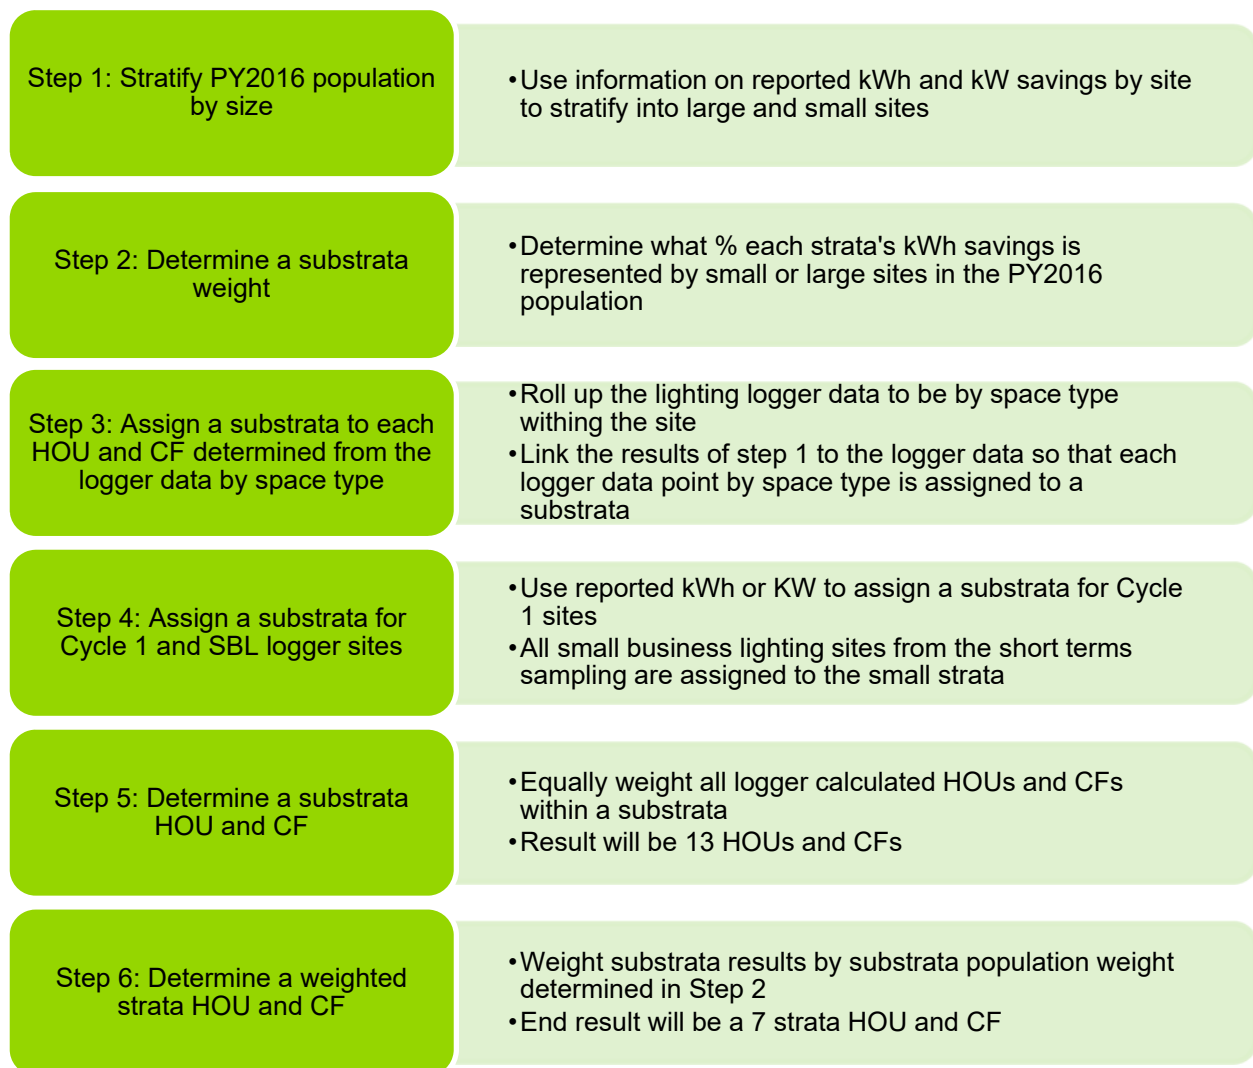 Step 1: Stratify PY2016 population
by size
•Use information on reported kWh and kW savings by site
to stratify into large and small sites
Step 2: Determine a substrata
weight
•Determine what % each strata's kWh savings is
represented by small or large sites in the PY2016
population
Step 3: Assign a substrata to each
HOU and CF determined from the
logger data by space type
•Roll up the lighting logger data to be by space type
withing the site
•Link the results of step 1 to the logger data so that each
logger data point by space type is assigned to a
substrata
Step 4: Assign a substrata for
Cycle 1 and SBL logger sites
•Use reported kWh or KW to assign a substrata for Cycle
1 sites
•All small business lighting sites from the short terms
sampling are assigned to the small strata
Step 5: Determine a substrata
HOU and CF
•Equally weight all logger calculated HOUs and CFs
within a substrata
•Result will be 13 HOUs and CFs
Step 6: Determine a weighted
strata HOU and CF
•Weight substrata results by substrata population weight
determined in Step 2
•End result will be a 7 strata HOU and CF